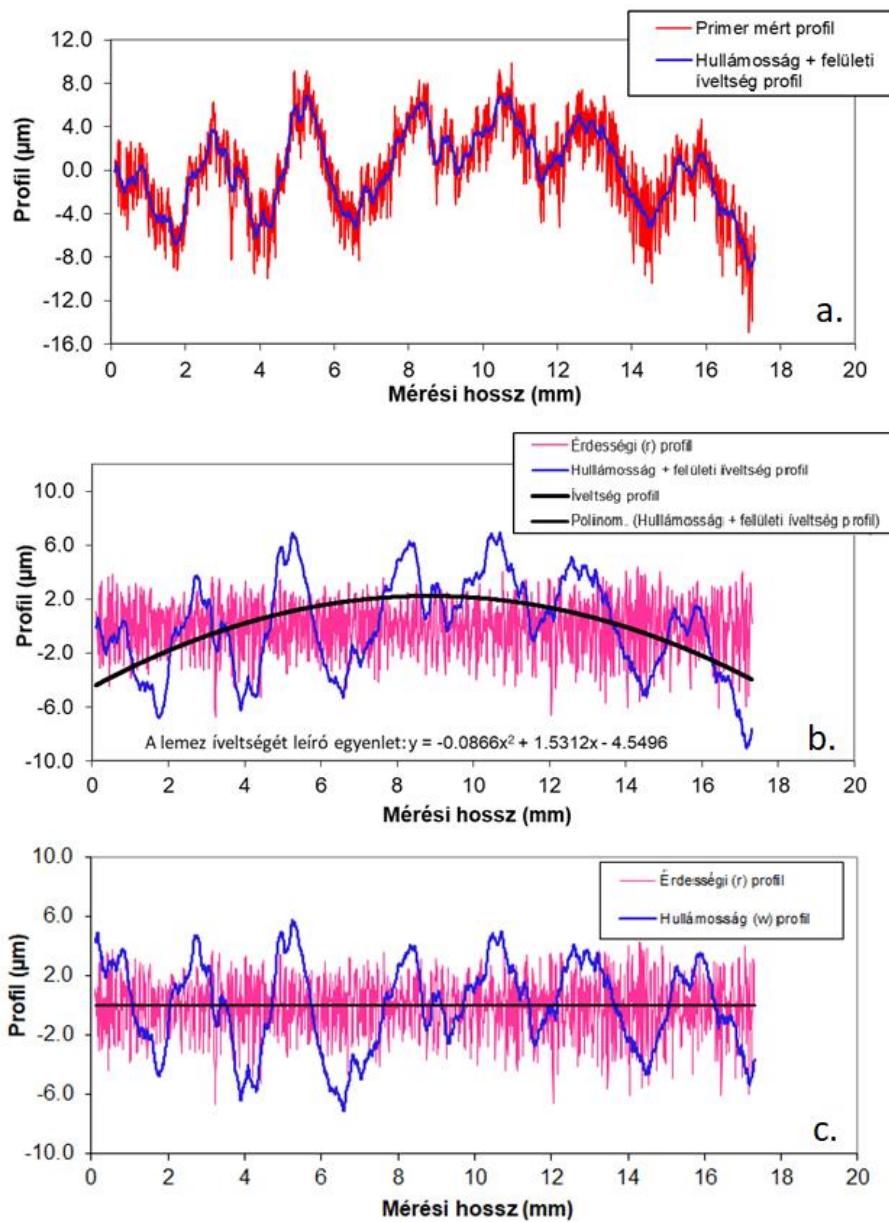 Primer mért profil
Hullámosság + felületi
íveltség profil
12.0
8.0
4.0
0.0
-4.0
-8.0
-12.0
-16.0
Profil (µm)
a.
0 2 4 6 8 10 12 14 16 18 20
Mérési hossz (mm)
Érdességi (r) profil
Hullámosság + felületi íveltség profil
Íveltség profil
Polinom. (Hullámosság + felületi íveltség profil)
10.0
6.0
2.0
-2.0
-6.0
-10.0
Profil (µm)
A lemez íveltségét leíró egyenlet: y = -0.0866x² + 1.5312x - 4.5496
b.
0 2 4 6 8 10 12 14 16 18 20
Mérési hossz (mm)
Érdességi (r) profil
Hullámosság (w) profil
10.0
6.0
2.0
-2.0
-6.0
-10.0
Profil (µm)
c.
0 2 4 6 8 10 12 14 16 18 20
Mérési hossz (mm)